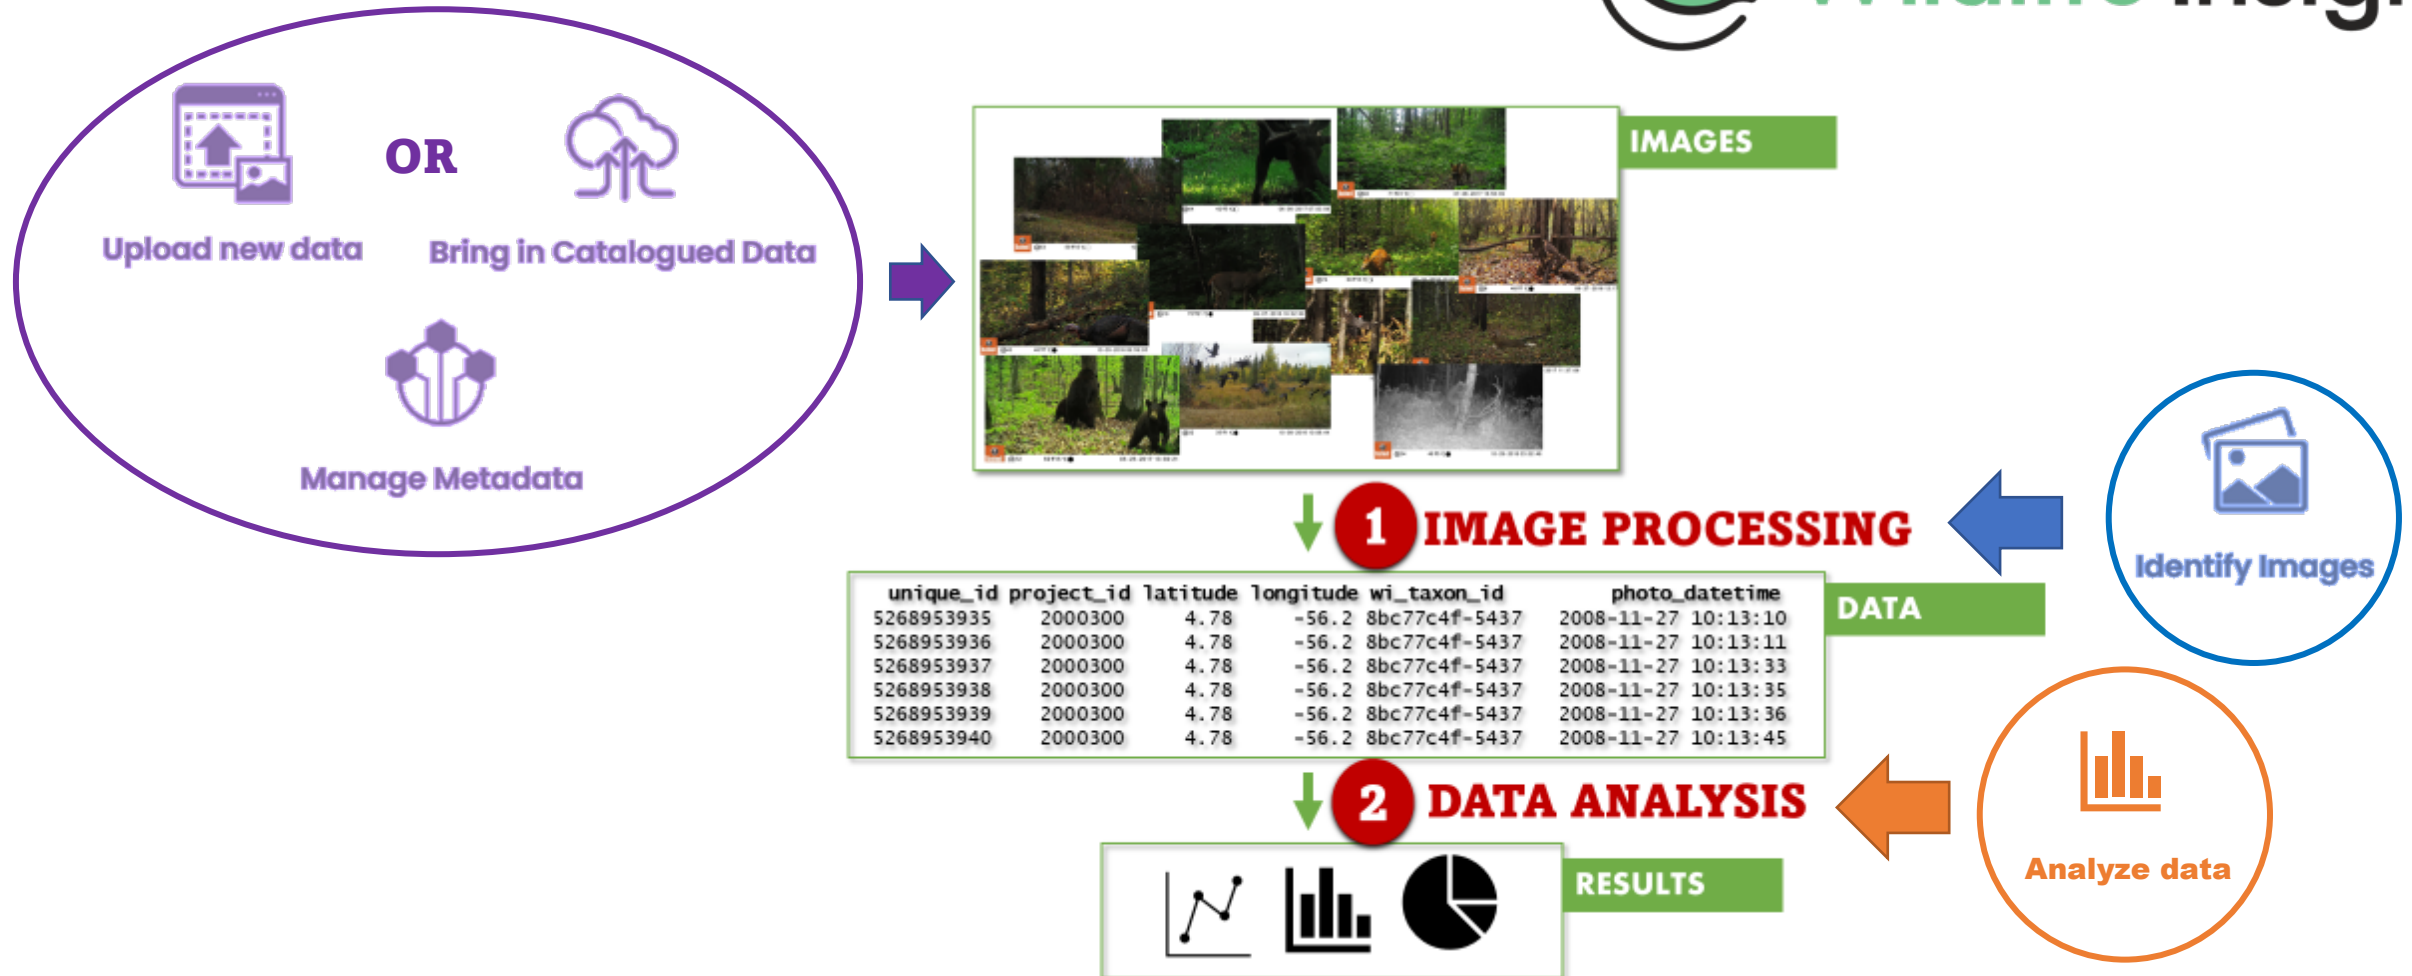 Wildlife Insigh
OR
Upload new data
Bring in Catalogued Data
Manage Metadata
IMAGES
1 IMAGE PROCESSING
Identify Images
unique_id project_id latitude longitude wi_taxon_id photo_datetime
5268953935 2000300 4.78 -56.2 8bc77c4f-5437 2008-11-27 10:13:10
5268953936 2000300 4.78 -56.2 8bc77c4f-5437 2008-11-27 10:13:11
5268953937 2000300 4.78 -56.2 8bc77c4f-5437 2008-11-27 10:13:33
5268953938 2000300 4.78 -56.2 8bc77c4f-5437 2008-11-27 10:13:35
5268953939 2000300 4.78 -56.2 8bc77c4f-5437 2008-11-27 10:13:36
5268953940 2000300 4.78 -56.2 8bc77c4f-5437 2008-11-27 10:13:45
DATA
2 DATA ANALYSIS
Analyze data
RESULTS